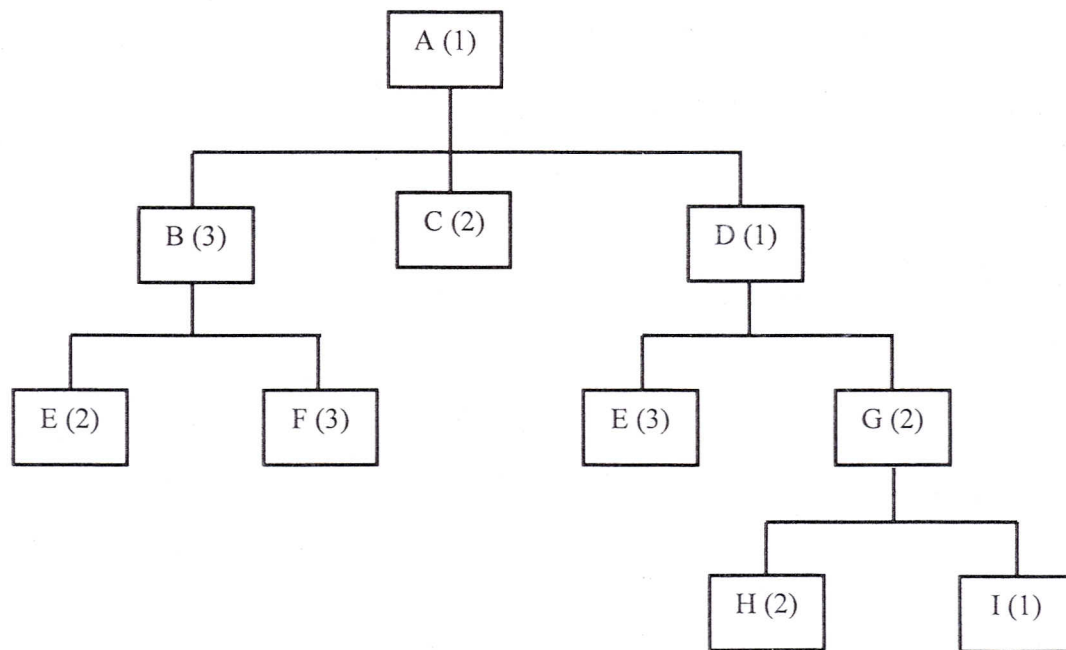 A (1)
B (3)
C (2)
D (1)
E (2)
F (3)
E (3)
G (2)
H (2)
I (1)